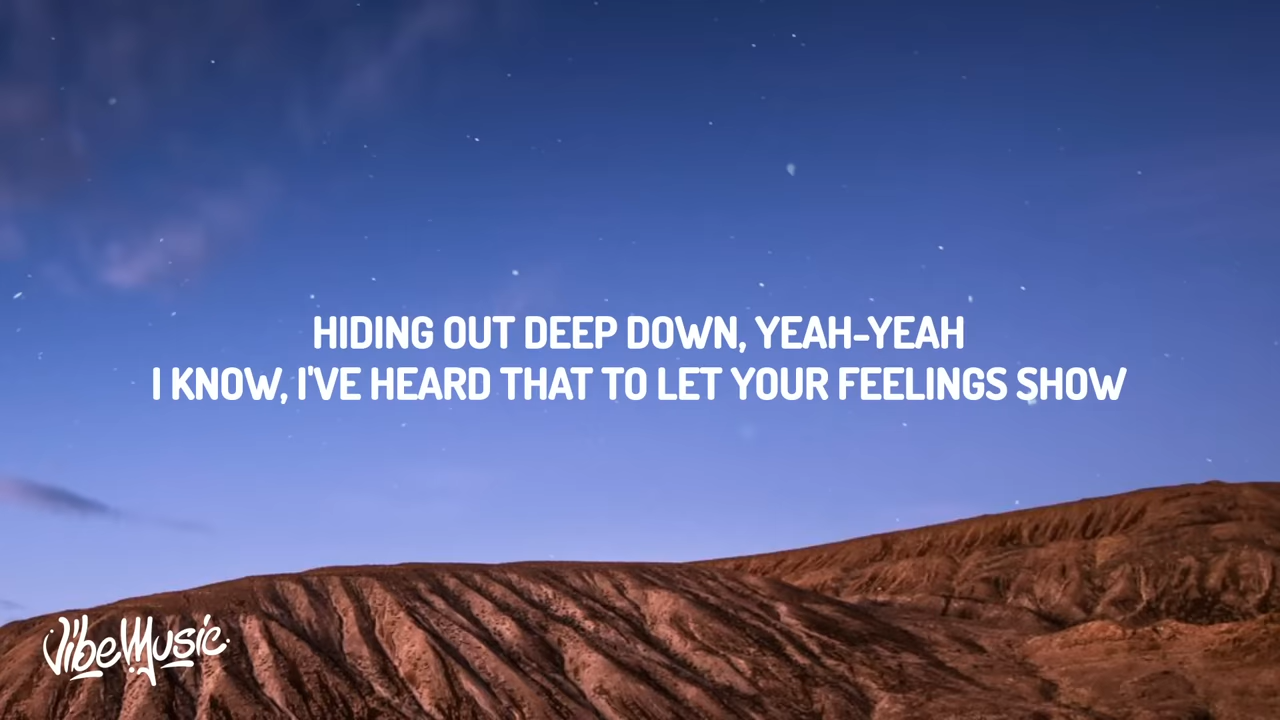 HIDING OUT DEEP DOWN, YEAH-YEAH
I KNOW, I'VE HEARD THAT TO LET YOUR FEELINGS SHOW
VibeMusic